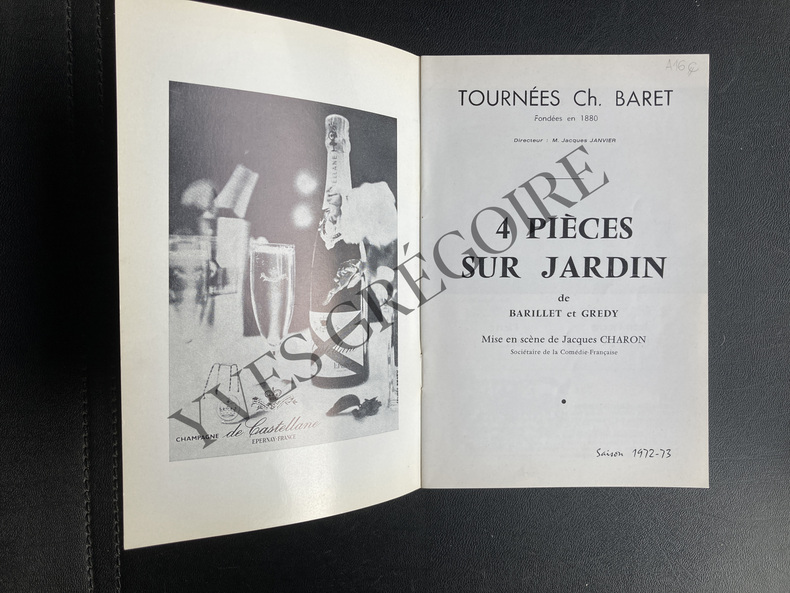 CHAMPAGNE de Castellane
EPERNAY-FRANCE
TOURNÉES Ch. BARET
Fondées en 1880
Directeur : M. Jacques JANVIER
4 PIÈCES
SUR JARDIN
de
BARILLET et GREDY
Mise en scène de Jacques CHARON
Sociétaire de la Comédie-Française
Saison 1972-73
YVES GRÉGOIRE